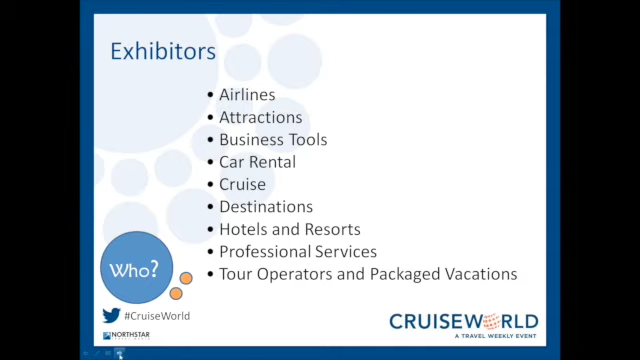 Exhibitors
• Airlines
• Attractions
• Business Tools
• Car Rental
• Cruise
• Destinations
• Hotels and Resorts
• Professional Services
• Tour Operators and Packaged Vacations
Who?
#CruiseWorld
NORTHSTAR
CRUISEWORLD
A TRAVEL WEEKLY EVENT